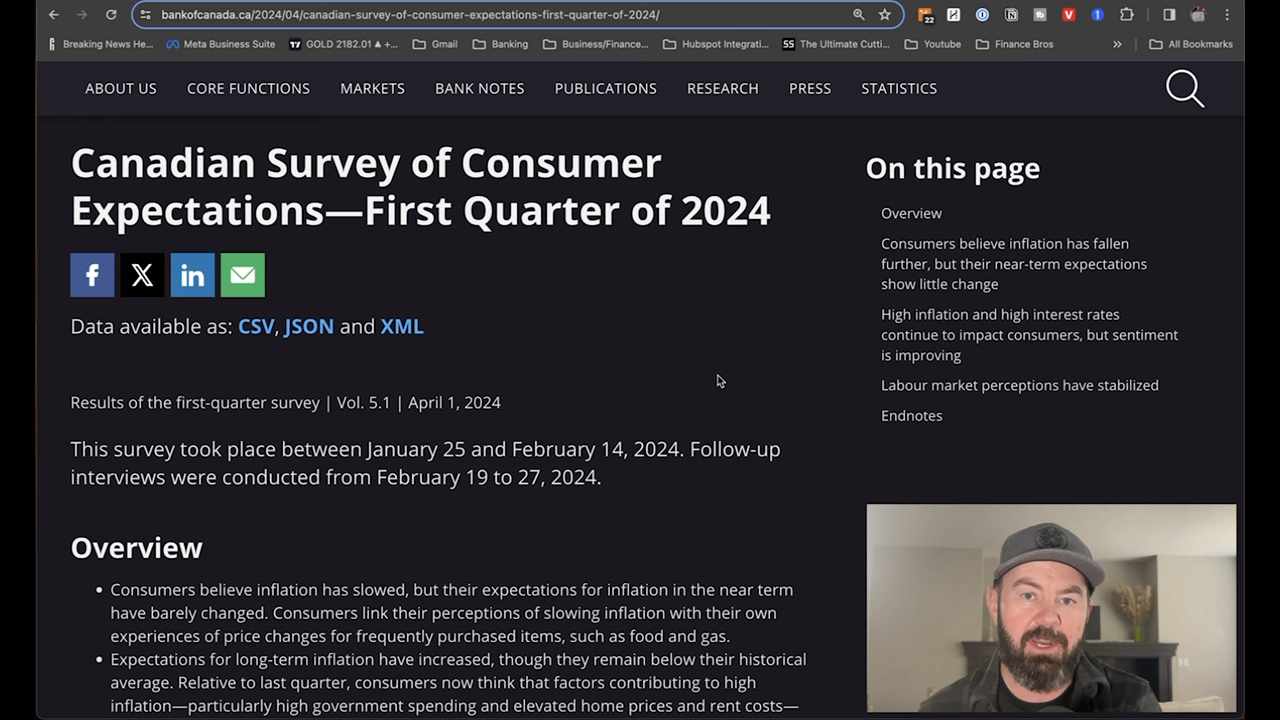 bankofcanada.ca/2024/04/canadian-survey-of-consumer-expectations-first-quarter-of-2024/
22
1
Breaking News He...
Meta Business Suite
GOLD 2182.01 ▲ +...
Gmail
Banking
Business/Finance...
Hubspot Integrati...
SS
The Ultimate Cutti...
Youtube
Finance Bros
»
All Bookmarks
ABOUT US
CORE FUNCTIONS
MARKETS
BANK NOTES
PUBLICATIONS
RESEARCH
PRESS
STATISTICS
Canadian Survey of Consumer
Expectations—First Quarter of 2024
Data available as: CSV, JSON and XML
Results of the first-quarter survey | Vol. 5.1 | April 1, 2024
This survey took place between January 25 and February 14, 2024. Follow-up
interviews were conducted from February 19 to 27, 2024.
Overview
• Consumers believe inflation has slowed, but their expectations for inflation in the near term
have barely changed. Consumers link their perceptions of slowing inflation with their own
experiences of price changes for frequently purchased items, such as food and gas.
• Expectations for long-term inflation have increased, though they remain below their historical
average. Relative to last quarter, consumers now think that factors contributing to high
inflation—particularly high government spending and elevated home prices and rent costs—
On this page
Overview
Consumers believe inflation has fallen
further, but their near-term expectations
show little change
High inflation and high interest rates
continue to impact consumers, but sentiment
is improving
Labour market perceptions have stabilized
Endnotes